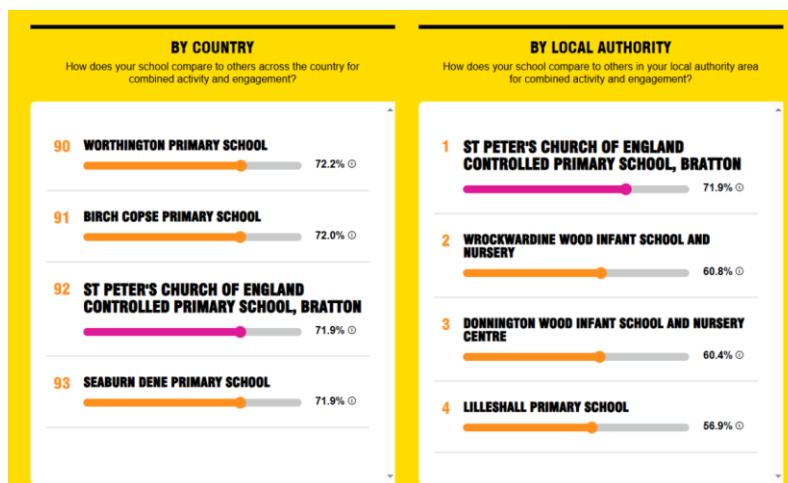 BY COUNTRY
How does your school compare to others across the country for
combined activity and engagement?
90 WORTHINGTON PRIMARY SCHOOL
72.2%
91 BIRCH COPSE PRIMARY SCHOOL
72.0%
92 ST PETER'S CHURCH OF ENGLAND
CONTROLLED PRIMARY SCHOOL, BRATTON
71.9%
93 SEABURN DENE PRIMARY SCHOOL
71.9%
BY LOCAL AUTHORITY
How does your school compare to others in your local authority area
for combined activity and engagement?
1 ST PETER'S CHURCH OF ENGLAND
CONTROLLED PRIMARY SCHOOL, BRATTON
71.9%
2 WROCKWARDINE WOOD INFANT SCHOOL AND
NURSERY
60.8%
3 DONNINGTON WOOD INFANT SCHOOL AND NURSERY
CENTRE
60.4%
4 LILLESHALL PRIMARY SCHOOL
56.9%